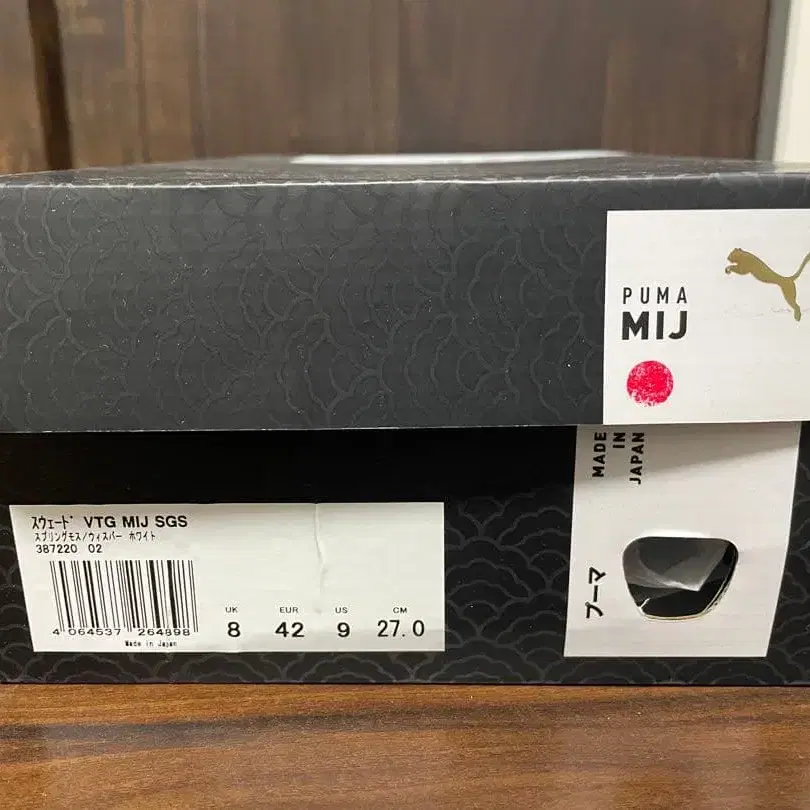 PUMA
MIJ
MADE
IN
JAPAN
プーマ
スウェード VTG MIJ SGS
スプリングモス/ウィスパー ホワイト
387220 02
4 064537 264898
Made in Japan
UK EUR US CM
8 42 9 27.0